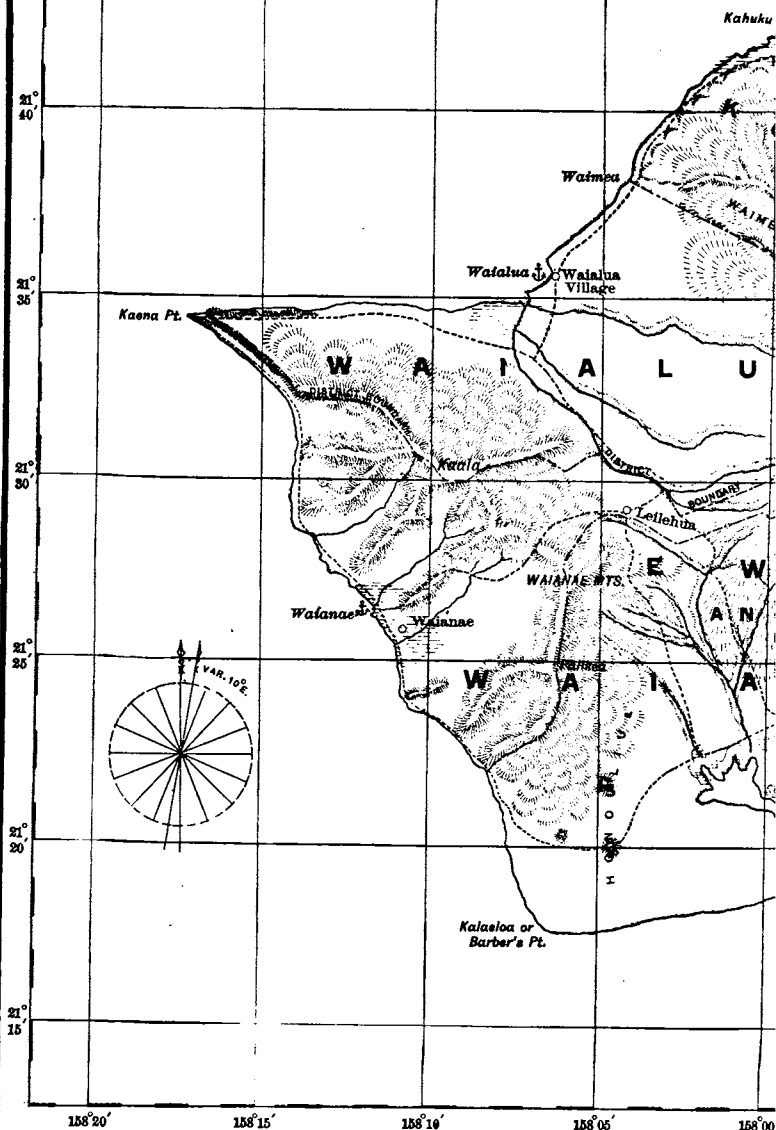 Kahuku
21°
40′
K
Waimea
WAIME
Waialua
Waialua
Village
21°
35′
Kaena Pt.
W A I A L U
DISTRICT BOUNDARY
Kaala
21°
30′
DISTRICT
BOUNDARY
Leilehua
E W
WAIANAE MTS.
Waianae
Waianae
A N
21°
25′
VAR. 10° E.
W A I A
HONOULIULI
21°
20′
Kalaeloa or
Barber's Pt.
21°
15′
158°20′
158°15′
158°10′
158°05′
158°00